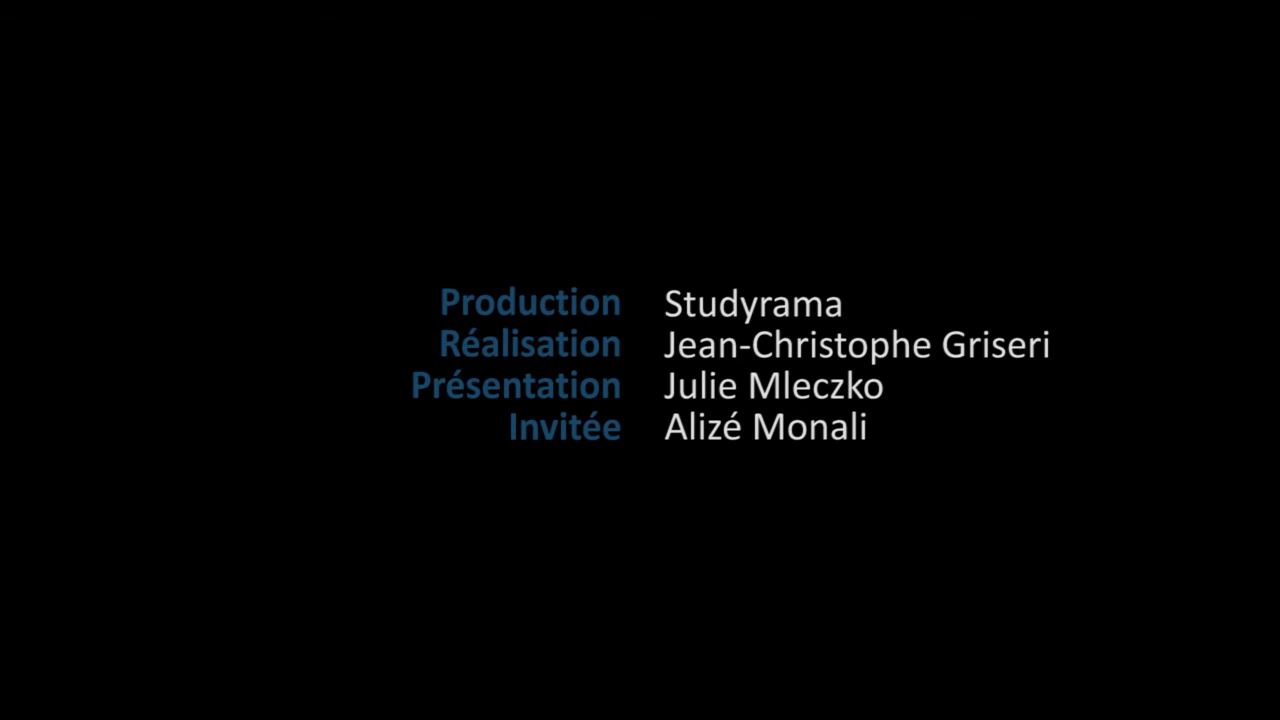 Production Studyrama
Réalisation Jean-Christophe Griseri
Présentation Julie Mleczko
Invitée Alizé Monali